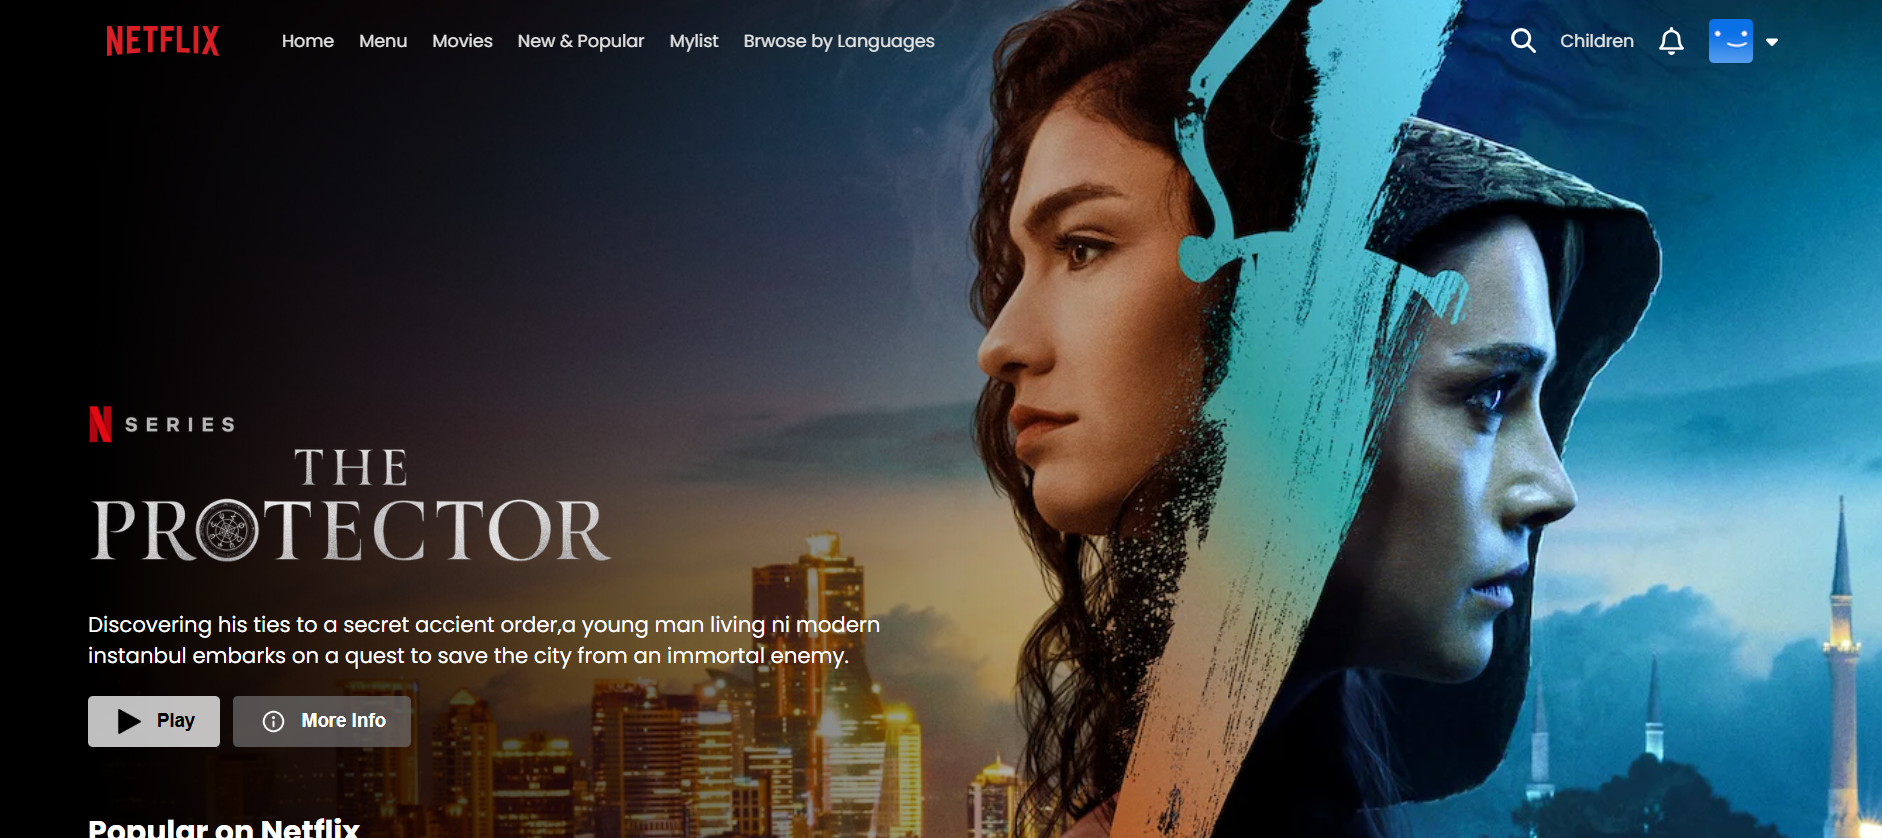 NETFLIX Home Menu Movies New & Popular Mylist Brwose by Languages Children
N SERIES
THE
PROTECTOR
Discovering his ties to a secret accient order,a young man living ni modern
instanbul embarks on a quest to save the city from an immortal enemy.
Play More Info
Popular on Netflix